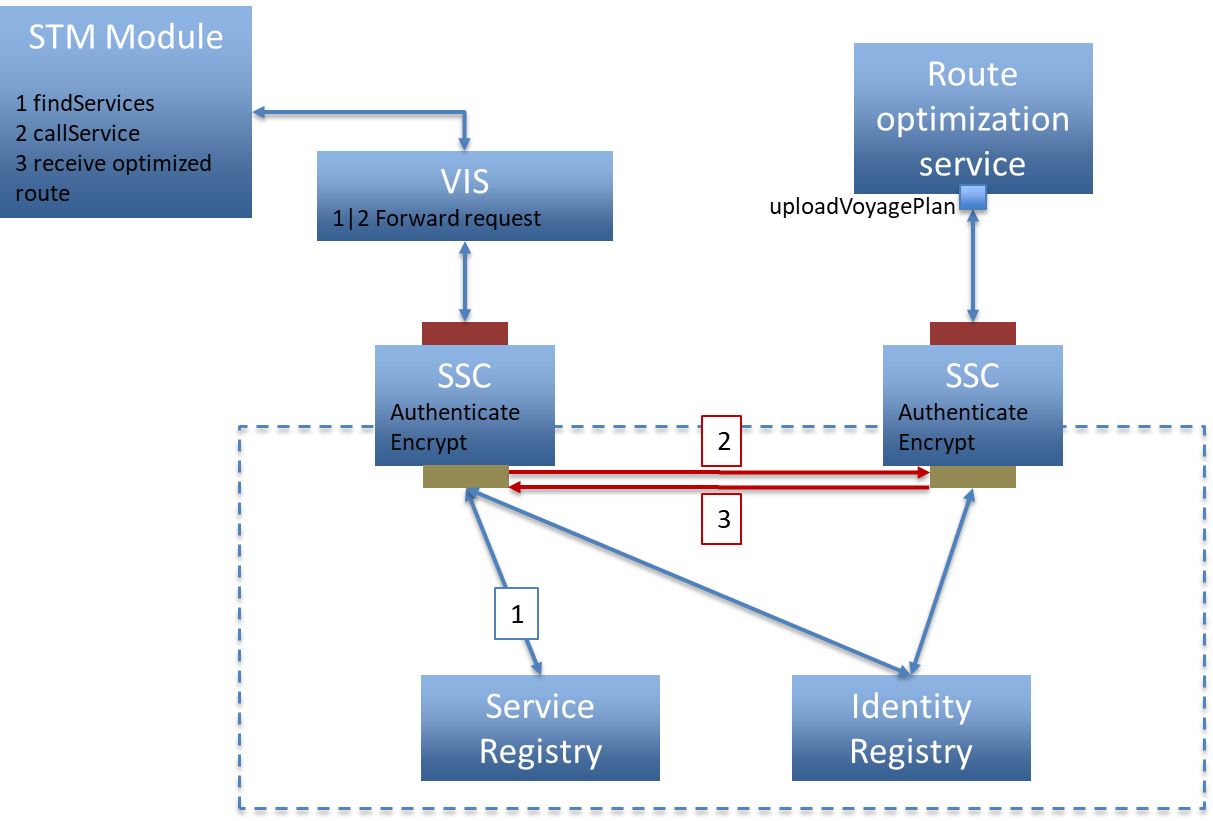 STM Module
1 findServices
2 callService
3 receive optimized
route
VIS
1|2 Forward request
Route
optimization
service
uploadVoyagePlan
SSC
Authenticate
Encrypt
SSC
Authenticate
Encrypt
2
3
1
Service
Registry
Identity
Registry